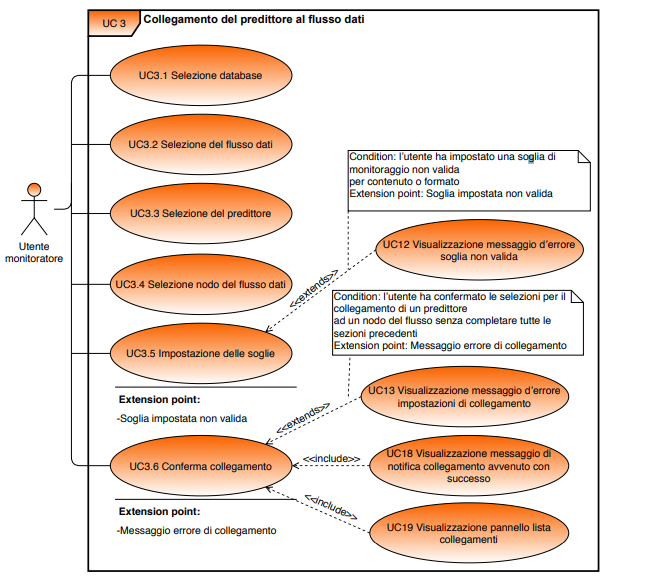 UC 3
Collegamento del predittore al flusso dati
UC3.1 Selezione database
UC3.2 Selezione del flusso dati
Condition: l'utente ha impostato una soglia di
monitoraggio non valida
per contenuto o formato
Extension point: Soglia impostata non valida
UC3.3 Selezione del predittore
Utente
monitoratore
UC12 Visualizzazione messaggio d'errore
soglia non valida
UC3.4 Selezione nodo del flusso dati
<<extends>>
Condition: l'utente ha confermato le selezioni per il
collegamento di un predittore
ad un nodo del flusso senza completare tutte le
sezioni precedenti
Extension point: Messaggio errore di collegamento
UC3.5 Impostazione delle soglie
Extension point:
-Soglia impostata non valida
UC13 Visualizzazione messaggio d'errore
impostazioni di collegamento
<<extends>>
UC3.6 Conferma collegamento
<<include>>
UC18 Visualizzazione messaggio di
notifica collegamento avvenuto con
successo
<<include>>
Extension point:
-Messaggio errore di collegamento
UC19 Visualizzazione pannello lista
collegamenti